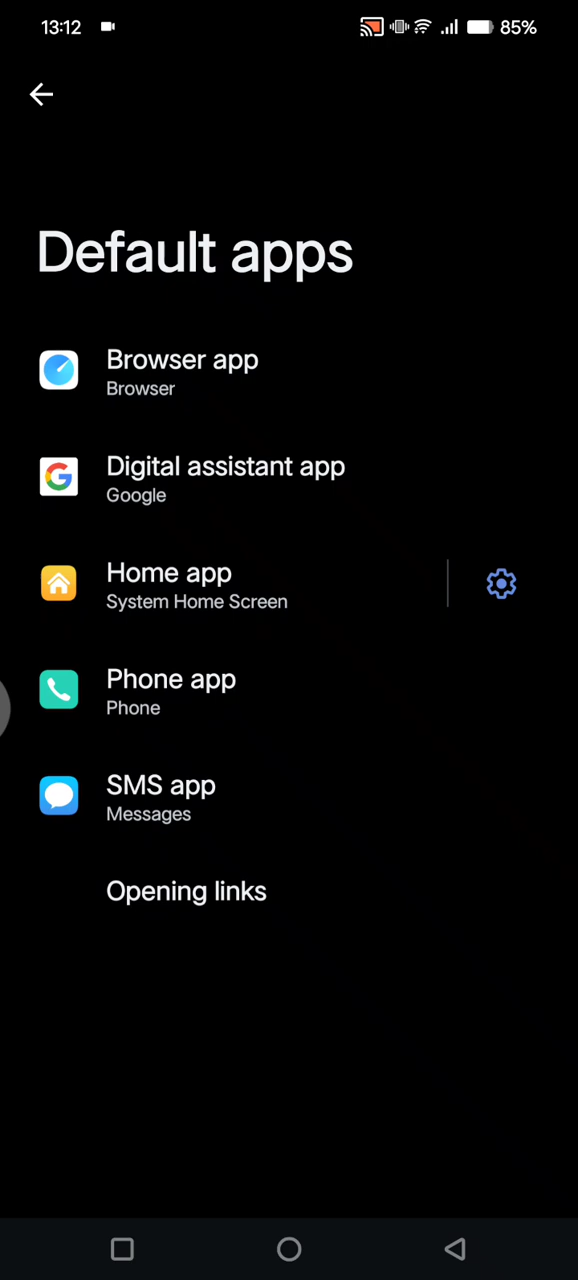 13:12
85%
Default apps
Browser app
Browser
Digital assistant app
Google
Home app
System Home Screen
Phone app
Phone
SMS app
Messages
Opening links